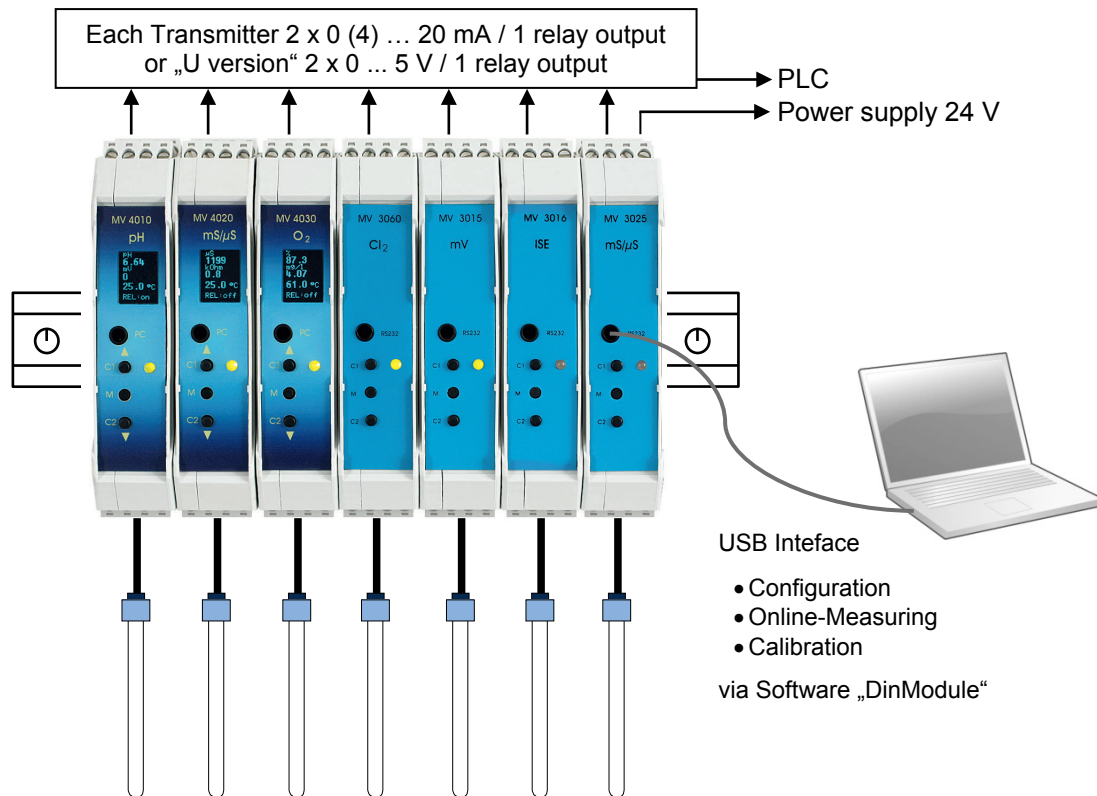 Each Transmitter 2 x 0 (4) … 20 mA / 1 relay output
or „U version“ 2 x 0 ... 5 V / 1 relay output
PLC
Power supply 24 V
MV 4010
pH
PH
6.64
mV
0
25.0 °C
REL:on
PC
C1
M
C2
MV 4020
mS/µS
µS
1199
kOhm
0.8
25.0 °C
REL:off
PC
C1
M
C2
MV 4030
O2
%
87.3
mg/l
4.07
61.0 °C
REL:off
PC
C1
M
C2
MV 3060
Cl2
RS232
C1
M
C2
MV 3015
mV
RS232
C1
M
C2
MV 3016
ISE
RS232
C1
M
C2
MV 3025
mS/µS
RS232
C1
M
C2
USB Inteface
• Configuration
• Online-Measuring
• Calibration
via Software „DinModule“